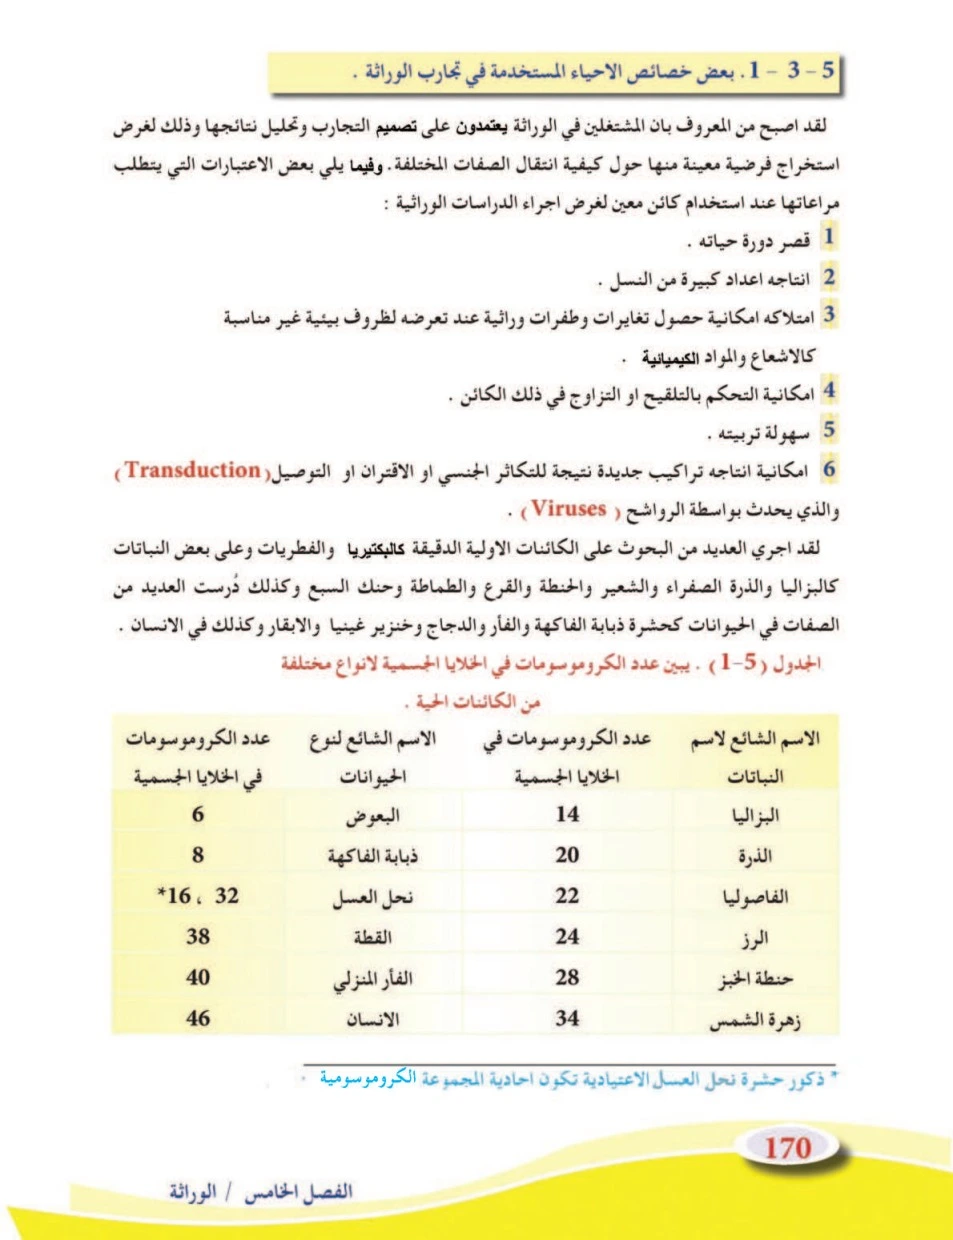 5 - 3 - 1. بعض خصائص الاحياء المستخدمة في تجارب الوراثة .
لقد اصبح من المعروف بان المشتغلين في الوراثة يعتمدون على تصميم التجارب وتحليل نتائجها وذلك لغرض
استخراج فرضية معينة منها حول كيفية انتقال الصفات المختلفة. وفيما يلي بعض الاعتبارات التي يتطلب
مراعاتها عند استخدام كائن معين لغرض اجراء الدراسات الوراثية :
1 قصر دورة حياته .
2 انتاجه اعداد كبيرة من النسل .
3 امتلاكه امكانية حصول تغايرات وطفرات وراثية عند تعرضه لظروف بيئية غير مناسبة
كالاشعاع والمواد الكيميائية .
4 امكانية التحكم بالتلقيح او التزاوج في ذلك الكائن .
5 سهولة تربيته .
6 امكانية انتاجه تراكيب جديدة نتيجة للتكاثر الجنسي او الاقتران او التوصيل (Transduction)
والذي يحدث بواسطة الرواشح ( Viruses ) .
لقد اجري العديد من البحوث على الكائنات الاولية الدقيقة كالبكتيريا والفطريات وعلى بعض النباتات
كالبزاليا والذرة الصفراء والشعير والحنطة والقرع والطماطة وحنك السبع وكذلك دُرست العديد من
الصفات في الحيوانات كحشرة ذبابة الفاكهة والفأر والدجاج وخنزير غينيا والابقار وكذلك في الانسان .
الجدول (5-1) . يبين عدد الكروموسومات في الخلايا الجسمية لانواع مختلفة
من الكائنات الحية .
الاسم الشائع لاسم عدد الكروموسومات في الاسم الشائع لنوع عدد الكروموسومات
النباتات الخلايا الجسمية الحيوانات في الخلايا الجسمية
البزاليا 14 البعوض 6
الذرة 20 ذبابة الفاكهة 8
الفاصوليا 22 نحل العسل 32 ، 16*
الرز 24 القطة 38
حنطة الخبز 28 الفأر المنزلي 40
زهرة الشمس 34 الانسان 46
* ذكور حشرة نحل العسل الاعتيادية تكون احادية المجموعة الكروموسومية .
170
الفصل الخامس / الوراثة